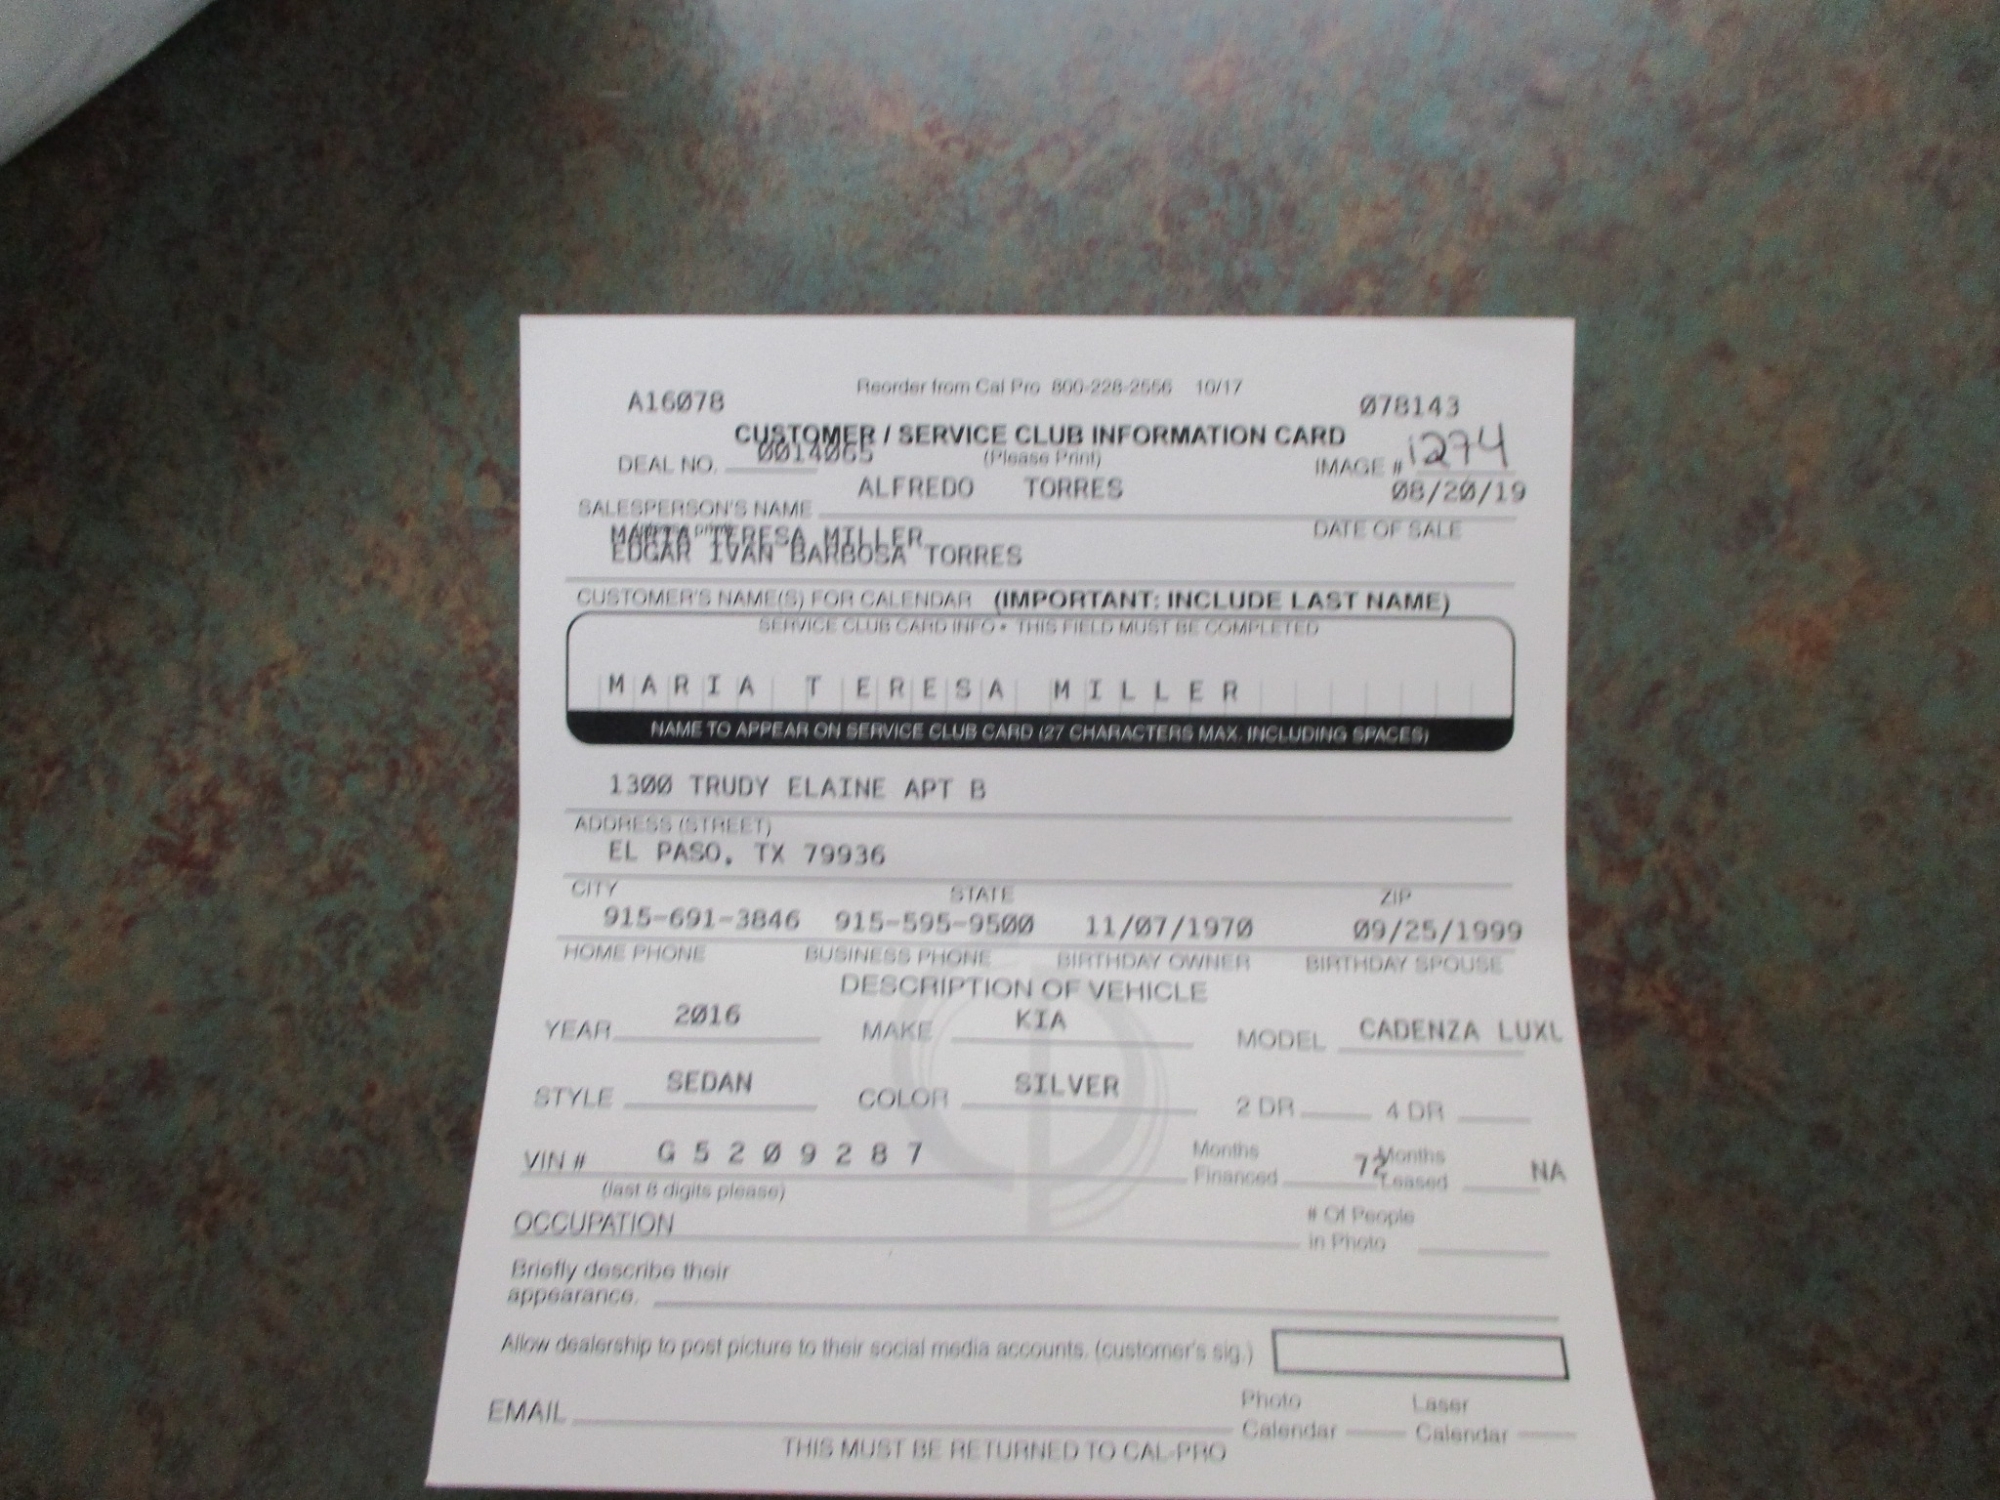 Reorder from Cal Pro 800-228-2556 10/17
A16078 078143
CUSTOMER / SERVICE CLUB INFORMATION CARD
DEAL NO. 0014065 (Please Print) IMAGE # 1274
ALFREDO TORRES 08/20/19
SALESPERSON'S NAME DATE OF SALE
(please print)
MARIA TERESA MILLER
EDGAR IVAN BARBOSA TORRES
CUSTOMER'S NAME(S) FOR CALENDAR (IMPORTANT: INCLUDE LAST NAME)
SERVICE CLUB CARD INFO • THIS FIELD MUST BE COMPLETED
MARIA TERESA MILLER
NAME TO APPEAR ON SERVICE CLUB CARD (27 CHARACTERS MAX. INCLUDING SPACES)
1300 TRUDY ELAINE APT B
ADDRESS (STREET)
EL PASO, TX 79936
CITY STATE ZIP
915-691-3846 915-595-9500 11/07/1970 09/25/1999
HOME PHONE BUSINESS PHONE BIRTHDAY OWNER BIRTHDAY SPOUSE
DESCRIPTION OF VEHICLE
YEAR 2016 MAKE KIA MODEL CADENZA LUXL
STYLE SEDAN COLOR SILVER 2 DR 4 DR
VIN # G5209287 Months Financed 72 Months Leased NA
(last 8 digits please)
OCCUPATION # Of People in Photo
Briefly describe their
appearance.
Allow dealership to post picture to their social media accounts. (customer's sig.)
EMAIL Photo Calendar Laser Calendar
THIS MUST BE RETURNED TO CAL-PRO